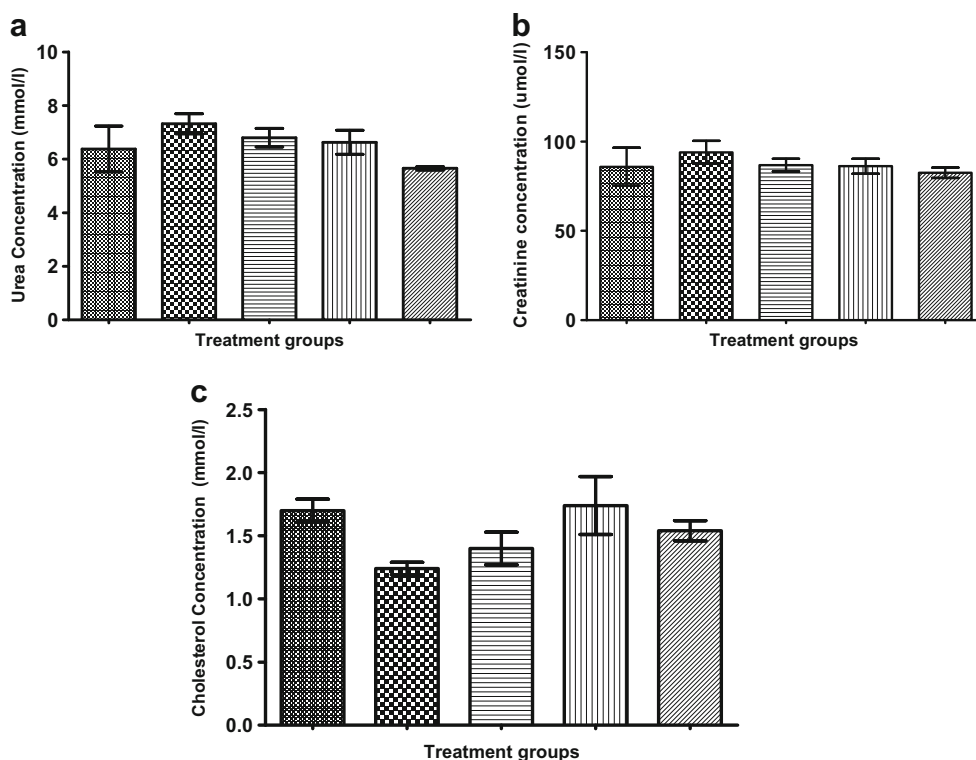 a
Urea Concentration (mmol/l)
10
8
6
4
2
0
Treatment groups
b
Creatinine concentration (umol/l)
150
100
50
0
Treatment groups
c
Cholesterol Concentration (mmol/l)
2.5
2.0
1.5
1.0
0.5
0.0
Treatment groups